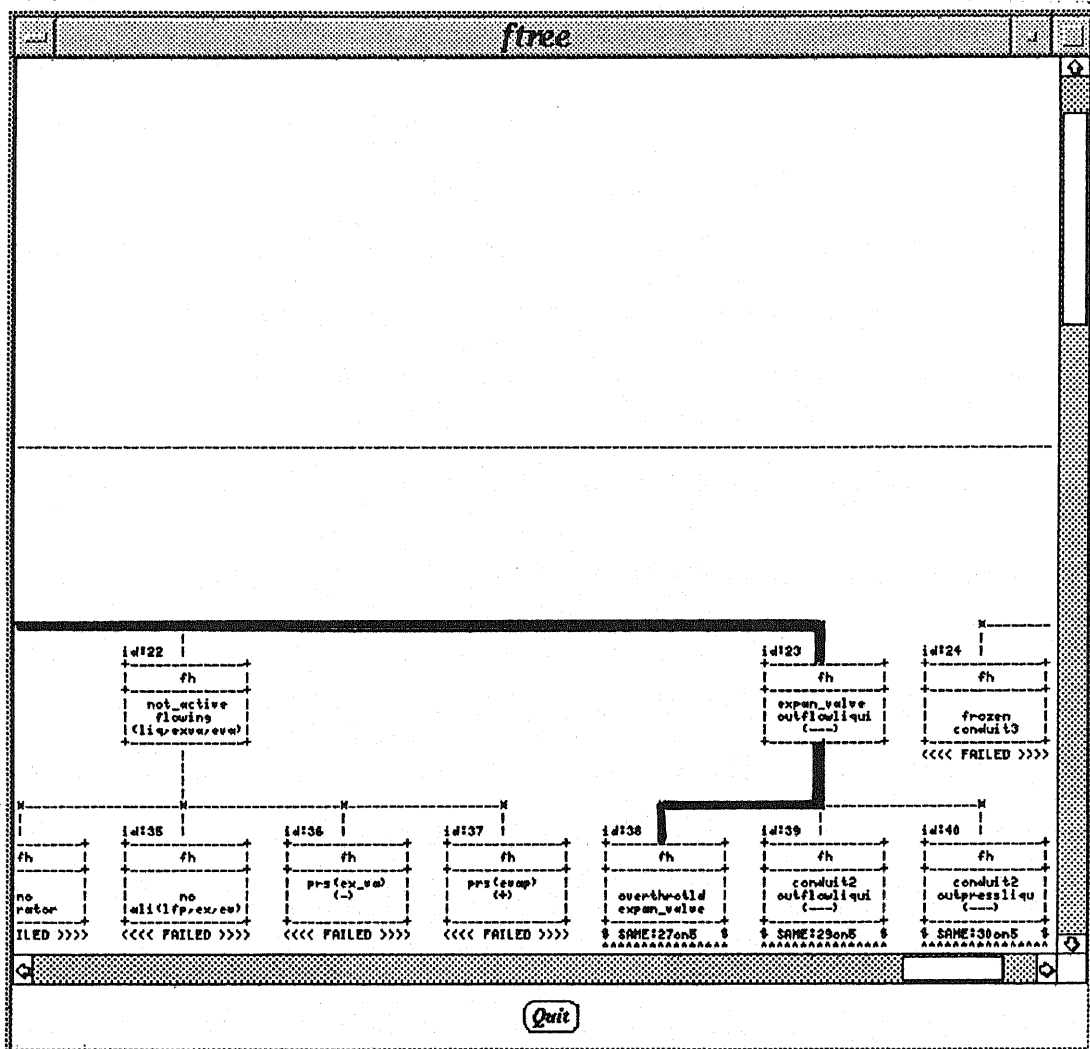 ftree
id:22
fh
not_active
flowing
(liq,exva,eva)
id:23
fh
expan_valve
outflowliqui
(---)
id:24
fh
frozen
conduit3
<<<< FAILED >>>>
fh
no
rator
ILED >>>>
id:35
fh
no
ali(lfp,ex,ev)
<<<< FAILED >>>>
id:36
fh
prs(ex_va)
(-)
<<<< FAILED >>>>
id:37
fh
prs(evap)
(+)
<<<< FAILED >>>>
id:38
fh
overthrotld
expan_valve
$ SAME:27on5 $
^^^^^^^^^^^^^^^^
id:39
fh
conduit2
outflowliqui
(---)
$ SAME:29on5 $
^^^^^^^^^^^^^^^^
id:40
fh
conduit2
outpressliqu
(---)
$ SAME:30on5 $
^^^^^^^^^^^^^^^^
Quit